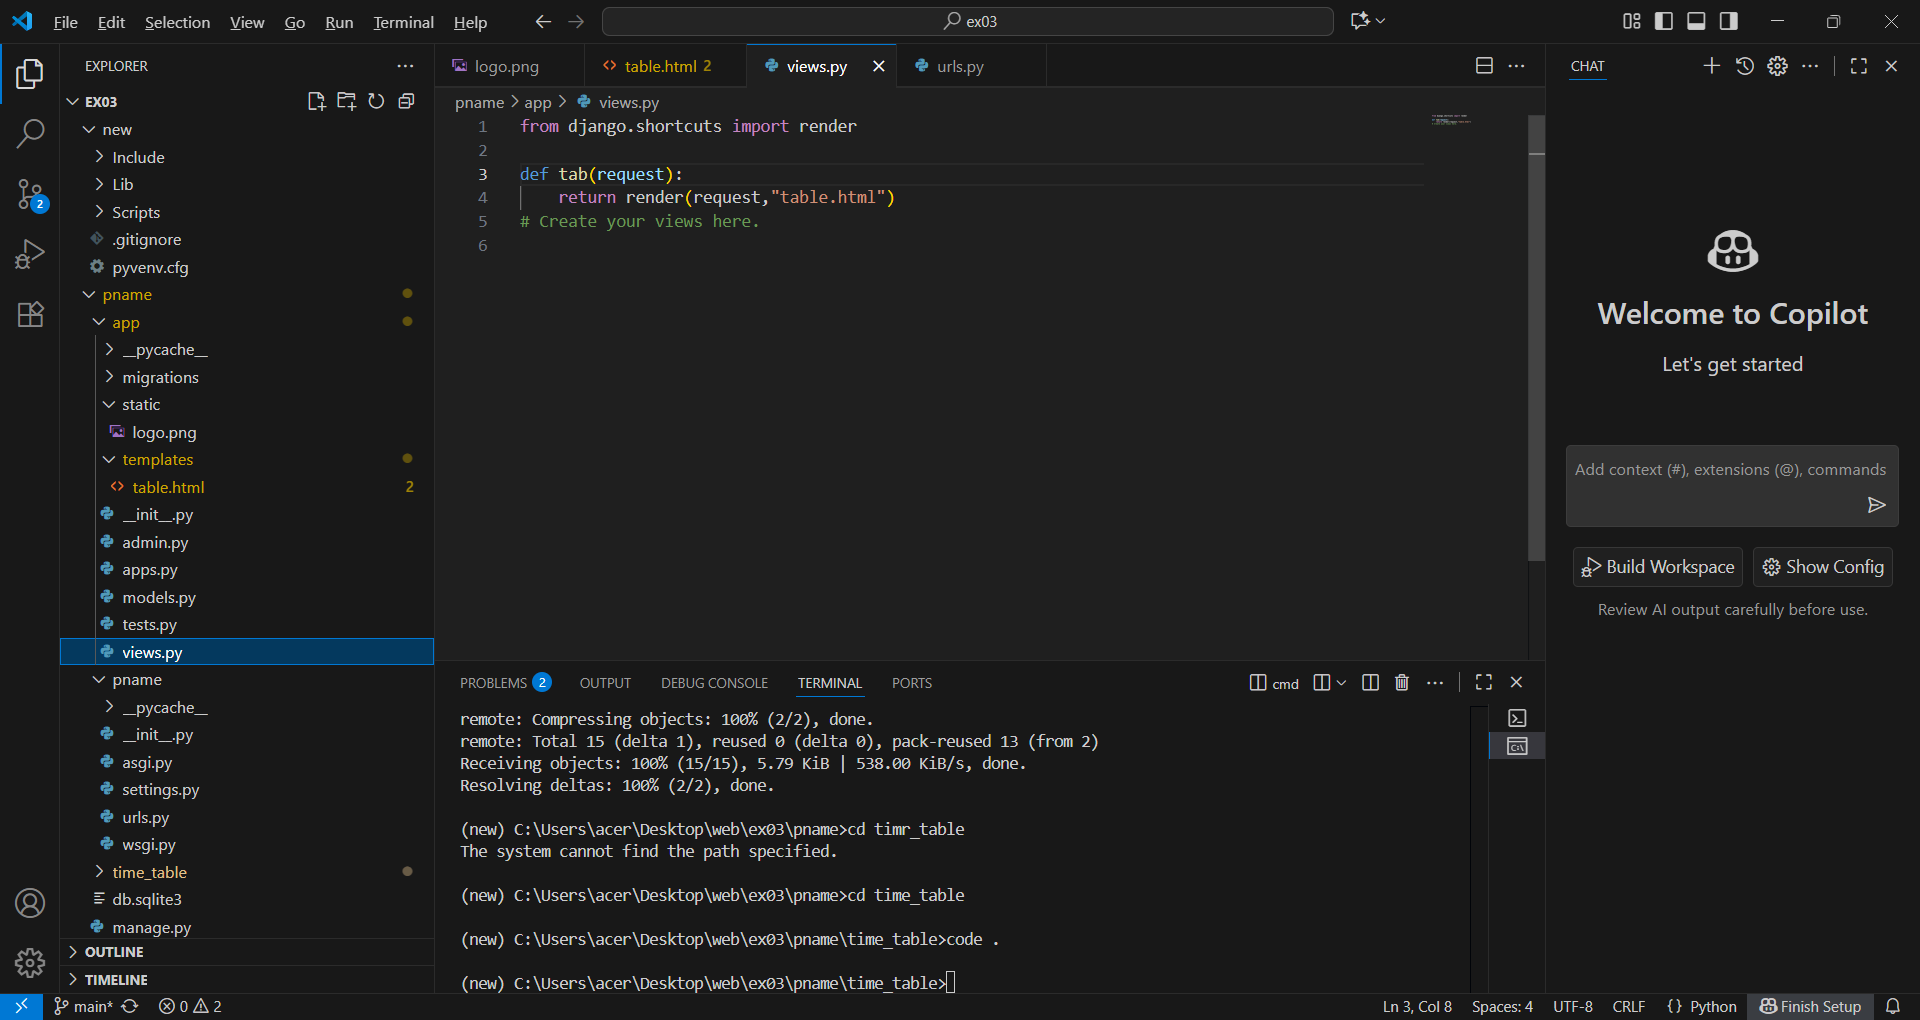 File Edit Selection View Go Run Terminal Help
ex03
EXPLORER
EX03
new
Include
Lib
Scripts
.gitignore
pyvenv.cfg
pname
app
__pycache__
migrations
static
logo.png
templates
table.html 2
__init__.py
admin.py
apps.py
models.py
tests.py
views.py
pname
__pycache__
__init__.py
asgi.py
settings.py
urls.py
wsgi.py
time_table
db.sqlite3
manage.py
OUTLINE
TIMELINE
2
logo.png
table.html 2
views.py
urls.py
pname > app > views.py
1 from django.shortcuts import render
2
3 def tab(request):
4 return render(request,"table.html")
5 # Create your views here.
6
PROBLEMS 2 OUTPUT DEBUG CONSOLE TERMINAL PORTS
cmd
remote: Compressing objects: 100% (2/2), done.
remote: Total 15 (delta 1), reused 0 (delta 0), pack-reused 13 (from 2)
Receiving objects: 100% (15/15), 5.79 KiB | 538.00 KiB/s, done.
Resolving deltas: 100% (2/2), done.
(new) C:\Users\acer\Desktop\web\ex03\pname>cd timr_table
The system cannot find the path specified.
(new) C:\Users\acer\Desktop\web\ex03\pname>cd time_table
(new) C:\Users\acer\Desktop\web\ex03\pname\time_table>code .
(new) C:\Users\acer\Desktop\web\ex03\pname\time_table>
CHAT
Welcome to Copilot
Let's get started
Add context (#), extensions (@), commands
Build Workspace
Show Config
Review AI output carefully before use.
main* 0 2
Ln 3, Col 8 Spaces: 4 UTF-8 CRLF {} Python Finish Setup